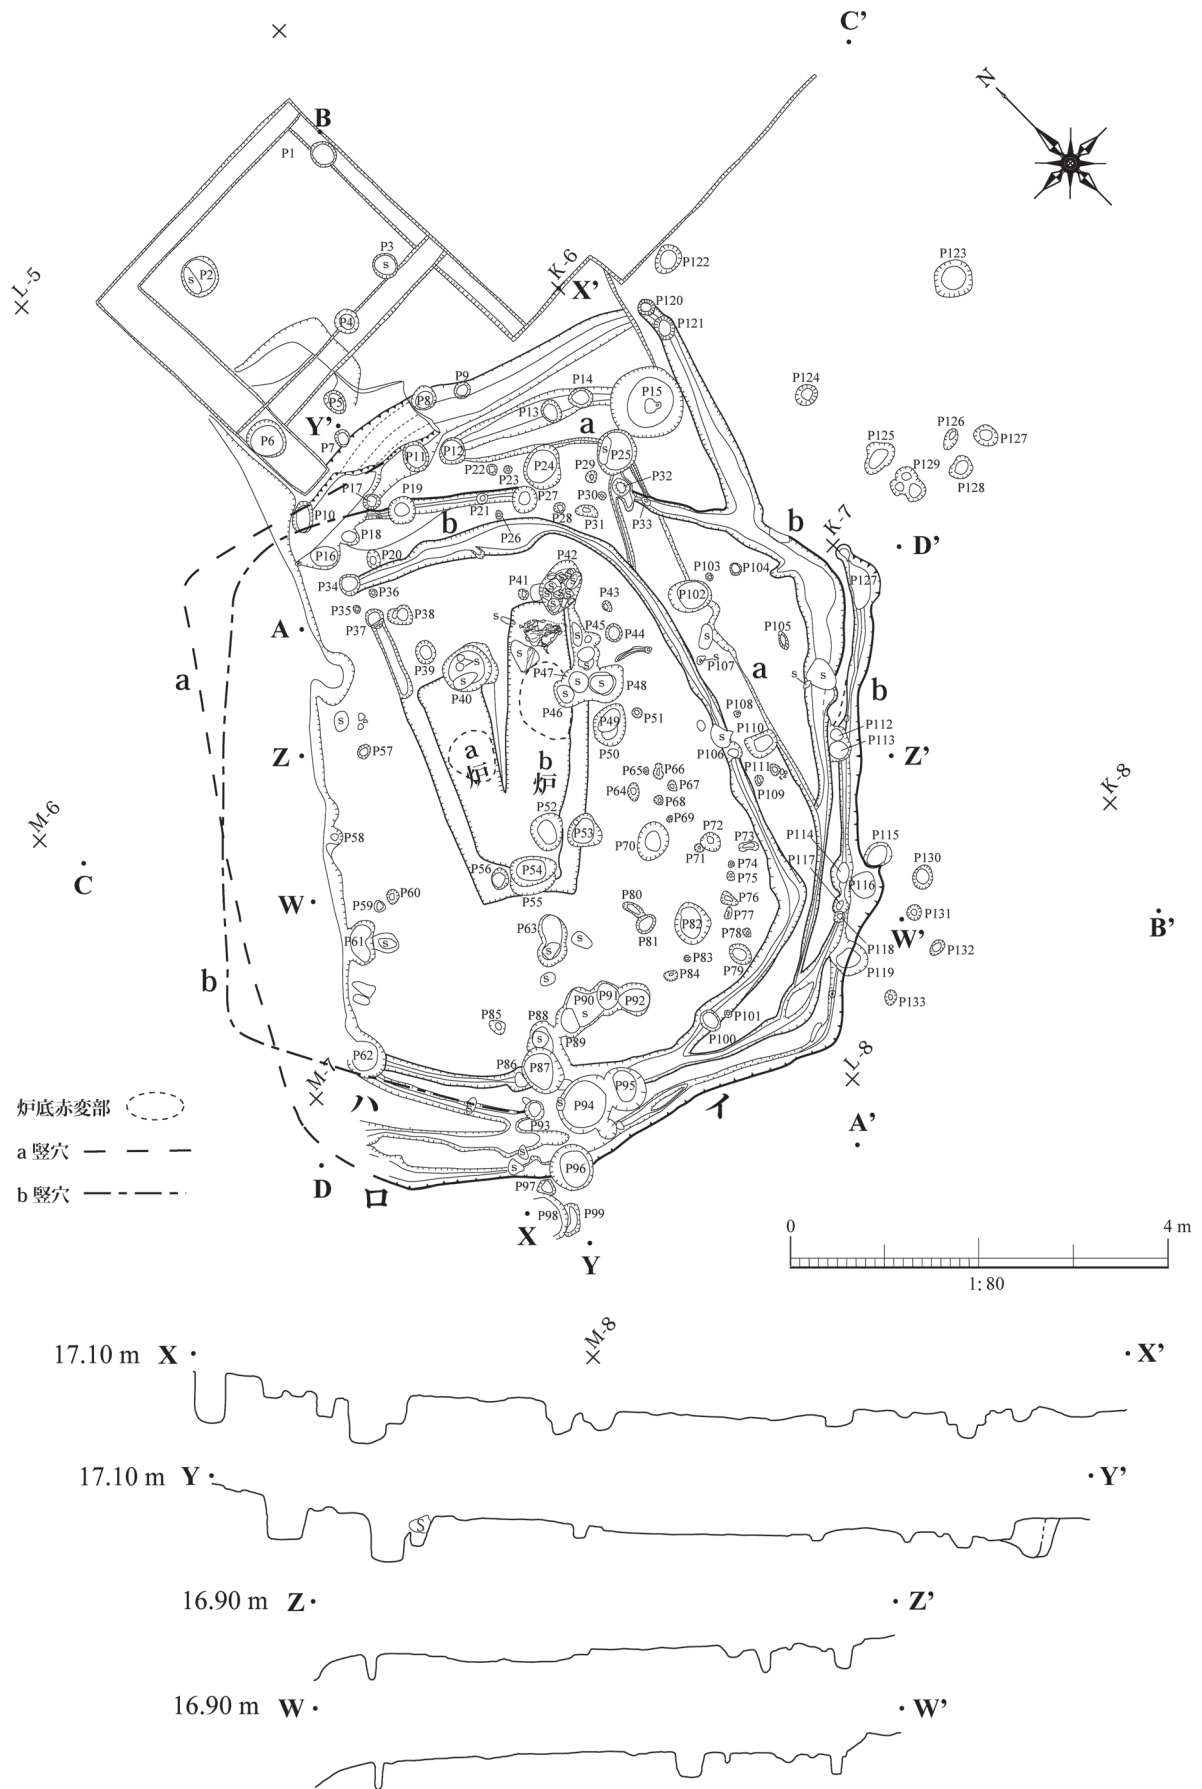 C’
N
B
P1
P3
P2
S
S
P122
P123
L-5
K-6
X’
P4
P120
P121
P9
P14
P15
P124
P5
P8
P13
a
P126
P6
Y’
P7
P12
P125
P127
P11
P25
P24
P22
P23
P29
P32
P129
P128
P17
P19
P27
P30
P10
P21
b
P28
P31
P33
b
K-7
P18
P26
D’
P16
P20
P42
P103
P104
P127
P34
P36
P41
P43
P102
P35
P38
P37
P45
P44
P105
A
P39
S
P107
a
a
P47
P48
b
P40
P46
P108
P49
P51
P112
P110
P113
P57
P50
P106
Z
a炉
b炉
P65
P66
P111
Z’
K-8
P64
P67
P109
M-6
P68
P52
P69
P58
P53
P70
P72
P73
P114
P115
P71
P117
P74
C
P56
P54
P75
P116
P130
P55
P60
P80
P76
W
P59
P77
P131
B’
P63
P81
P82
W’
P61
S
P78
P118
P132
P83
P79
P119
b
P84
P133
P90
P91
P92
P85
P88
P101
P89
P100
P62
P86
P87
L-8
M-7
P95
ハ
P94
イ
炉底赤変部
P93
A’
a 竪穴
D
P96
b 竪穴
ロ
P97
P98
P99
X
Y
0
4 m
1: 80
M-8
17.10 m X
X’
17.10 m Y
Y’
S
16.90 m Z
Z’
16.90 m W
W’